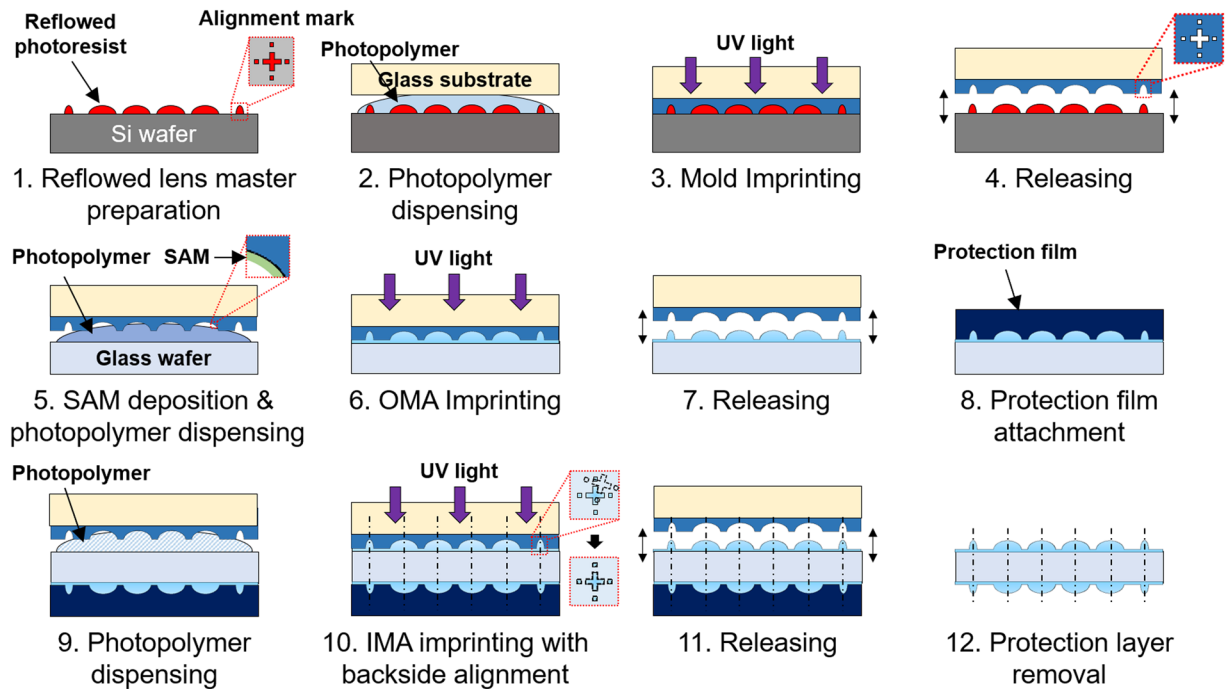 Reflowed
photoresist
Alignment mark
Si wafer
1. Reflowed lens master
preparation
Photopolymer
Glass substrate
2. Photopolymer
dispensing
UV light
3. Mold Imprinting
4. Releasing
Photopolymer
SAM
Glass wafer
5. SAM deposition &
photopolymer dispensing
UV light
6. OMA Imprinting
7. Releasing
Protection film
8. Protection film
attachment
Photopolymer
9. Photopolymer
dispensing
UV light
10. IMA imprinting with
backside alignment
11. Releasing
12. Protection layer
removal